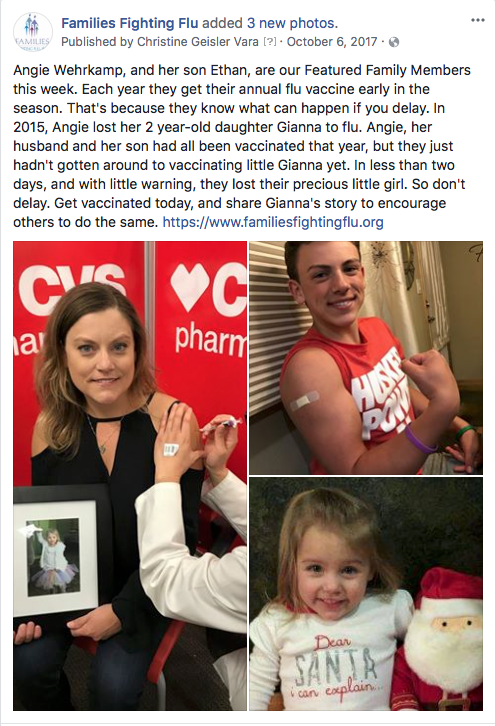 Families Fighting Flu added 3 new photos.
Published by Christine Geisler Vara [?] · October 6, 2017 ·
FAMILIES
Angie Wehrkamp, and her son Ethan, are our Featured Family Members
this week. Each year they get their annual flu vaccine early in the
season. That's because they know what can happen if you delay. In
2015, Angie lost her 2 year-old daughter Gianna to flu. Angie, her
husband and her son had all been vaccinated that year, but they just
hadn't gotten around to vaccinating little Gianna yet. In less than two
days, and with little warning, they lost their precious little girl. So don't
delay. Get vaccinated today, and share Gianna's story to encourage
others to do the same. https://www.familiesfightingflu.org
CVS
phar
C
pharm
HUSKER
POW
Dear
SANTA
i can explain...